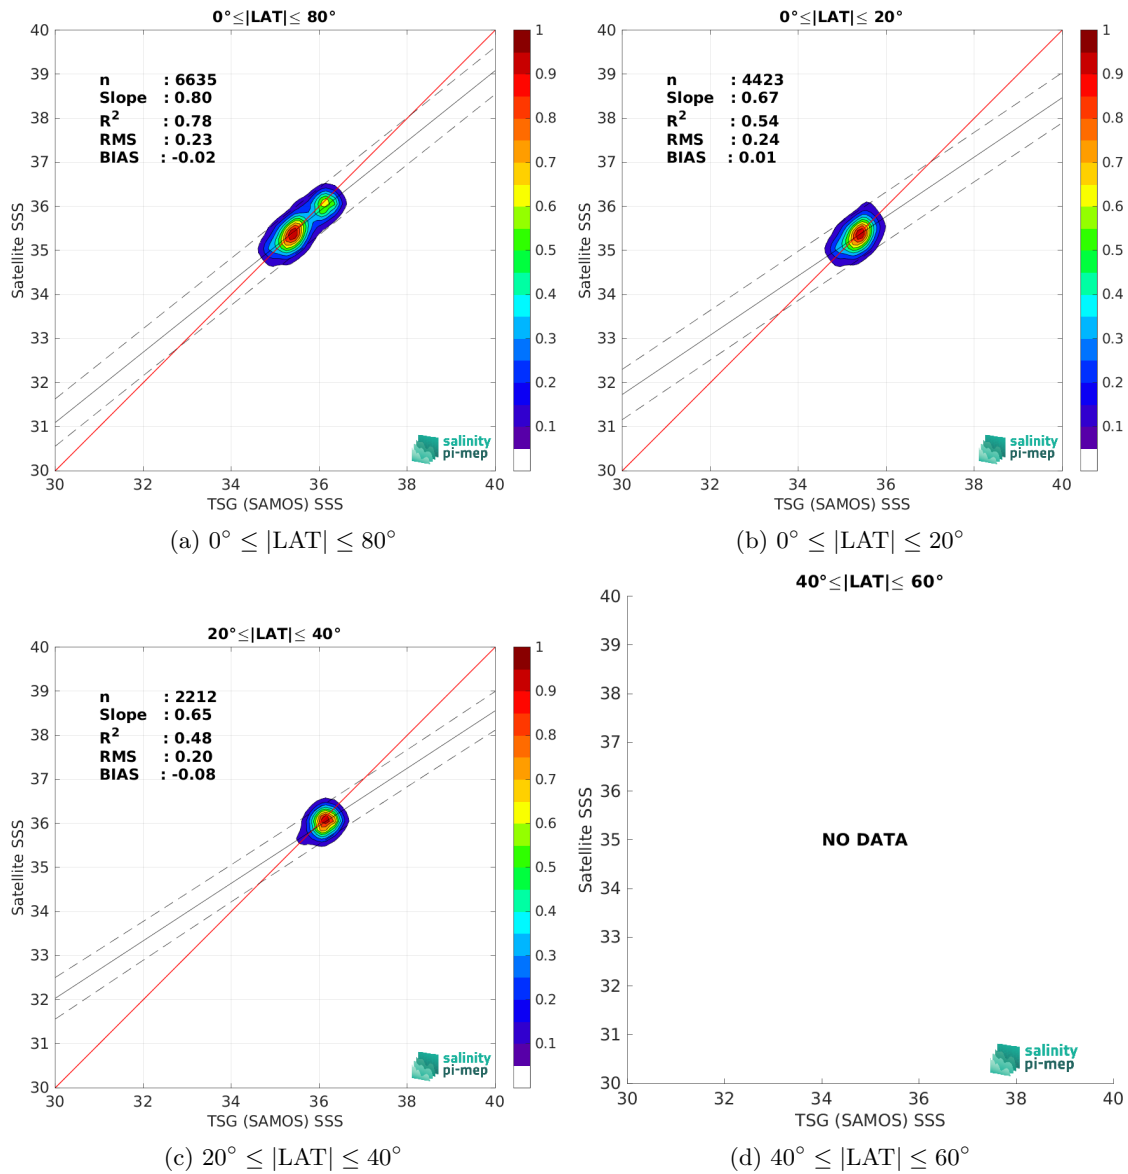 0°≤|LAT|≤ 80°
40
39
38
37
36
35
34
33
32
31
30
Satellite SSS
n : 6635
Slope : 0.80
R² : 0.78
RMS : 0.23
BIAS : -0.02
1
0.9
0.8
0.7
0.6
0.5
0.4
0.3
0.2
0.1
salinity
pi-mep
30 32 34 36 38 40
TSG (SAMOS) SSS
(a) 0° ≤ |LAT| ≤ 80°
0°≤|LAT|≤ 20°
40
39
38
37
36
35
34
33
32
31
30
Satellite SSS
n : 4423
Slope : 0.67
R² : 0.54
RMS : 0.24
BIAS : 0.01
1
0.9
0.8
0.7
0.6
0.5
0.4
0.3
0.2
0.1
salinity
pi-mep
30 32 34 36 38 40
TSG (SAMOS) SSS
(b) 0° ≤ |LAT| ≤ 20°
20°≤|LAT|≤ 40°
40
39
38
37
36
35
34
33
32
31
30
Satellite SSS
n : 2212
Slope : 0.65
R² : 0.48
RMS : 0.20
BIAS : -0.08
1
0.9
0.8
0.7
0.6
0.5
0.4
0.3
0.2
0.1
salinity
pi-mep
30 32 34 36 38 40
TSG (SAMOS) SSS
(c) 20° ≤ |LAT| ≤ 40°
40°≤|LAT|≤ 60°
40
39
38
37
36
35
34
33
32
31
30
Satellite SSS
NO DATA
salinity
pi-mep
30 32 34 36 38 40
TSG (SAMOS) SSS
(d) 40° ≤ |LAT| ≤ 60°